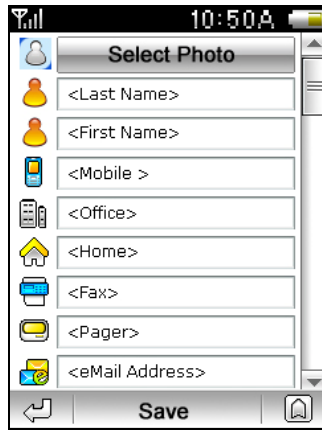 10:50A
Select Photo
<Last Name>
<First Name>
<Mobile >
<Office>
<Home>
<Fax>
<Pager>
<eMail Address>
Save